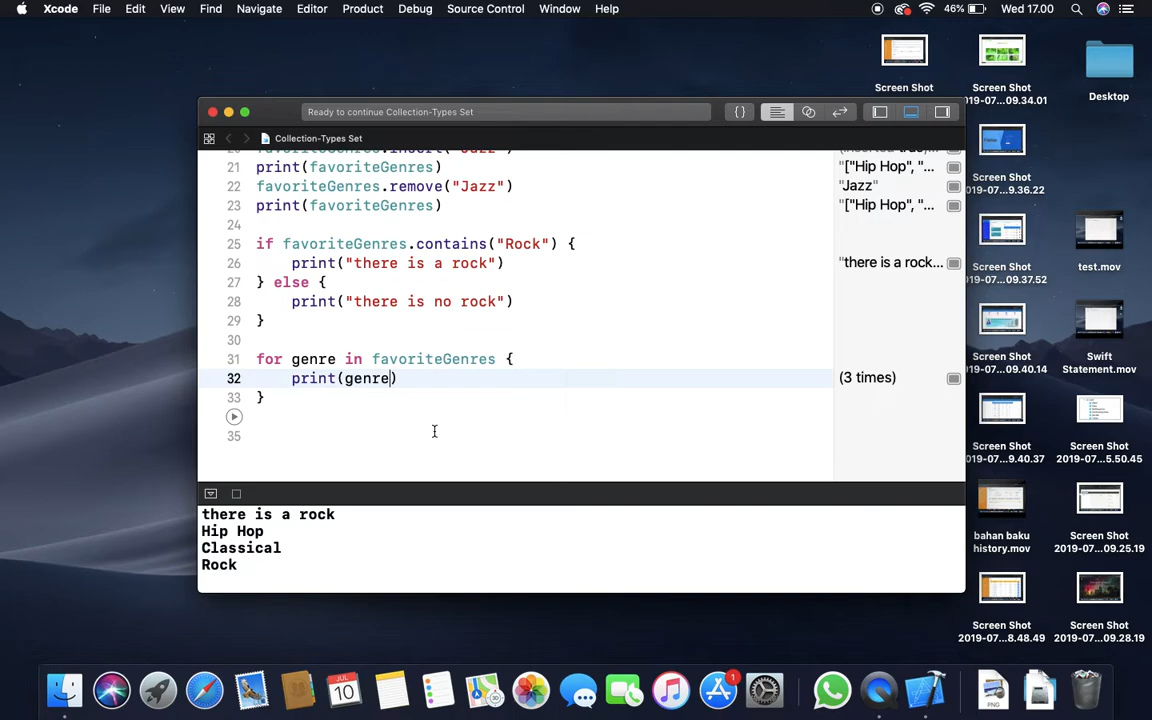 Xcode File Edit View Find Navigate Editor Product Debug Source Control Window Help 46% Wed 17.00
Ready to continue Collection-Types Set
Collection-Types Set
21 print(favoriteGenres) "["Hip Hop", "...
22 favoriteGenres.remove("Jazz") "Jazz"
23 print(favoriteGenres) "["Hip Hop", "...
24
25 if favoriteGenres.contains("Rock") {
26 print("there is a rock") "there is a rock...
27 } else {
28 print("there is no rock")
29 }
30
31 for genre in favoriteGenres {
32 print(genre) (3 times)
33 }
35
there is a rock
Hip Hop
Classical
Rock
Screen Shot
Screen Shot
2019-07...09.34.01
Desktop
Screen Shot
2019-07...9.36.22
Screen Shot
2019-07...09.37.52
test.mov
Screen Shot
2019-07...09.40.14
Swift
Statement.mov
Screen Shot
2019-07...9.40.37
Screen Shot
2019-07...5.50.45
bahan baku
history.mov
Screen Shot
2019-07...09.25.19
Screen Shot
2019-07...8.48.49
Screen Shot
2019-07...09.28.19
JUL
10
1
PNG